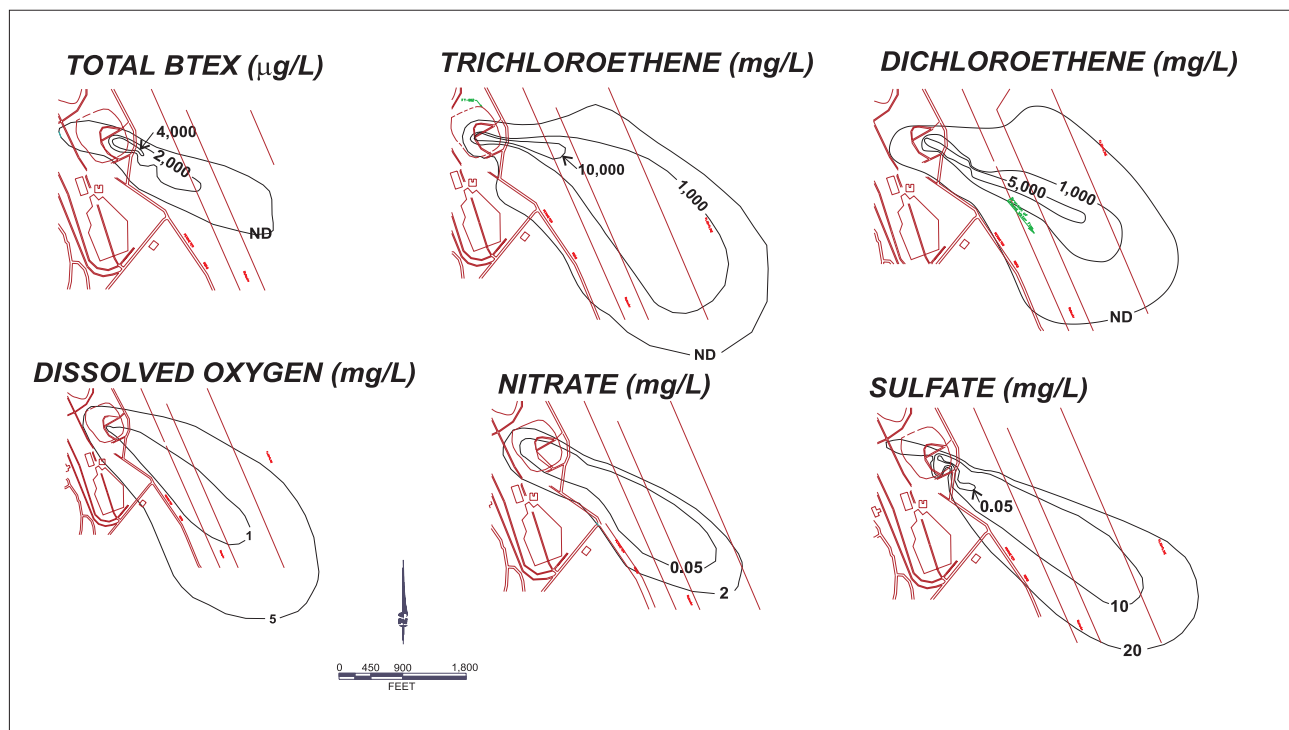 TOTAL BTEX (μg/L)
TRICHLOROETHENE (mg/L)
DICHLOROETHENE (mg/L)
4,000
2,000
ND
10,000
1,000
ND
5,000
1,000
ND
DISSOLVED OXYGEN (mg/L)
NITRATE (mg/L)
SULFATE (mg/L)
1
5
0.05
2
0.05
10
20
0 450 900 1,800
FEET